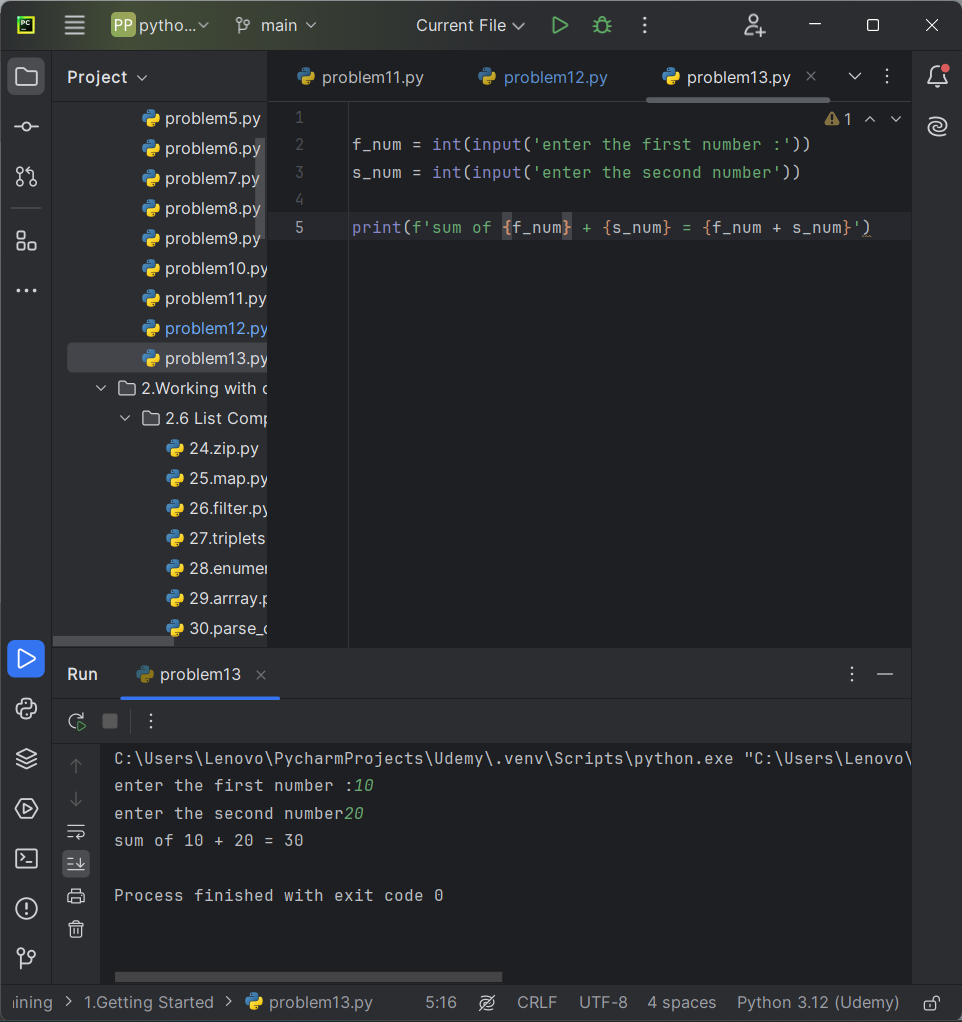 PC
PP python... main Current File
Project
problem11.py problem12.py problem13.py
problem5.py
problem6.py
problem7.py
problem8.py
problem9.py
problem10.py
problem11.py
problem12.py
problem13.py
2.Working with
2.6 List Comp
24.zip.py
25.map.py
26.filter.py
27.triplets
28.enumer
29.arrray.p
30.parse_
1
2 f_num = int(input('enter the first number :'))
3 s_num = int(input('enter the second number'))
4
5 print(f'sum of {f_num} + {s_num} = {f_num + s_num}')
1
Run problem13
C:\Users\Lenovo\PycharmProjects\Udemy\.venv\Scripts\python.exe "C:\Users\Lenovo\
enter the first number :10
enter the second number20
sum of 10 + 20 = 30
Process finished with exit code 0
ining > 1.Getting Started > problem13.py 5:16 CRLF UTF-8 4 spaces Python 3.12 (Udemy)